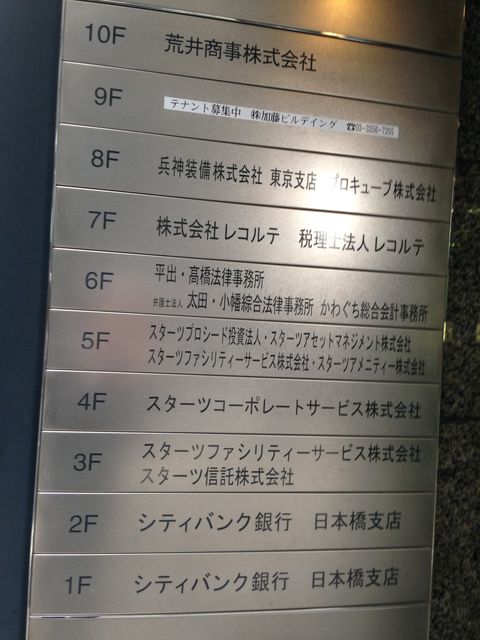 10F 荒井商事株式会社
9F テナント募集中 ㈱加藤ビルデイング ☎03-3356-7200
8F 兵神装備株式会社 東京支店 プロキューブ株式会社
7F 株式会社レコルテ 税理士法人レコルテ
6F 平出・髙橋法律事務所
弁護士法人 太田・小幡綜合法律事務所 かわぐち総合会計事務所
5F スターツプロシード投資法人・スターツアセットマネジメント株式会社
スターツファシリティーサービス株式会社・スターツアメニティー株式会社
4F スターツコーポレートサービス株式会社
3F スターツファシリティーサービス株式会社
スターツ信託株式会社
2F シティバンク銀行 日本橋支店
1F シティバンク銀行 日本橋支店